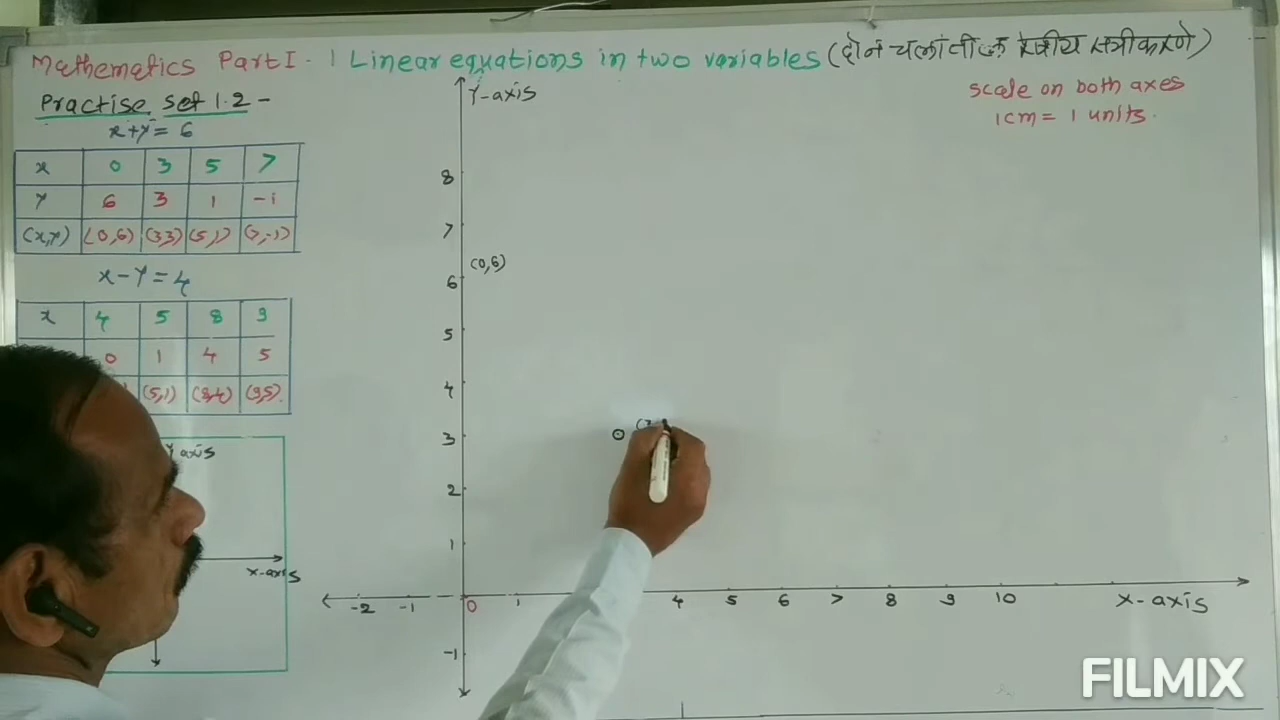 Mathematics Part I - 1 Linear equations in two variables (दोन चलांतील रेषीय समीकरणे)
Practise Set 1.2 -
scale on both axes
1cm = 1 units.
x+y = 6
x 0 3 5 7
y 6 3 1 -1
(x,y) (0,6) (3,3) (5,1) (7,-1)
x-y = 4
x 4 5 8 9
0 1 4 5
(5,1) (8,4) (9,5)
Y axis
x-axis
Y-axis
8
7
(0,6)
6
5
4
3
2
1
-2 -1 0 1 4 5 6 7 8 9 10 x-axis
-1
FILMIX